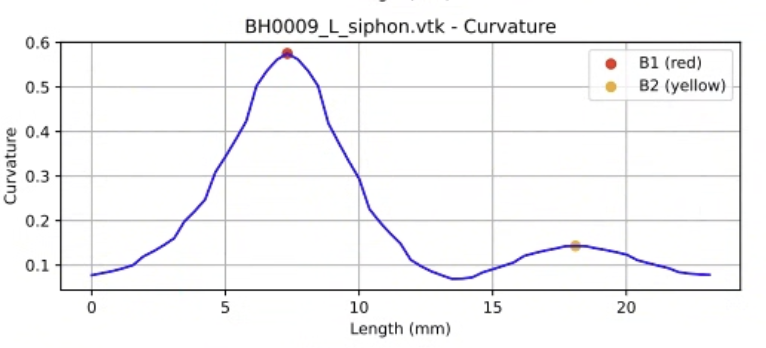 BH0009_L_siphon.vtk - Curvature
B1 (red)
B2 (yellow)
Curvature
0.6
0.5
0.4
0.3
0.2
0.1
0 5 10 15 20
Length (mm)